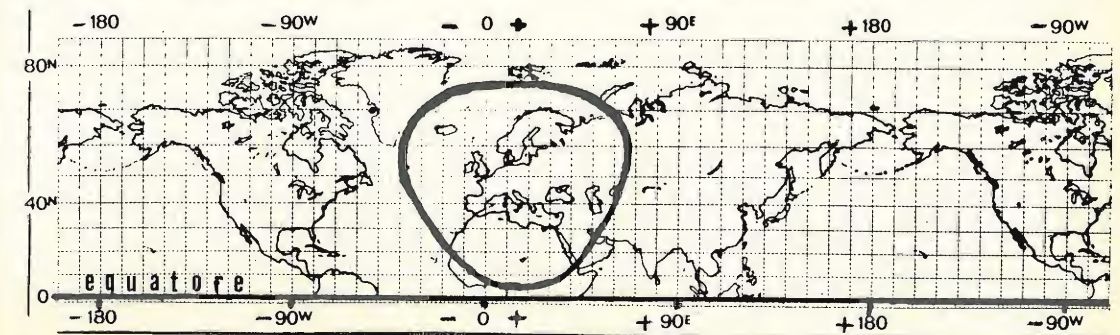 - 180 - 90W - 0 + + 90E + 180 - 90W
80N
40N
equatore
0
- 180 - 90W - 0 + + 90E + 180 - 90W